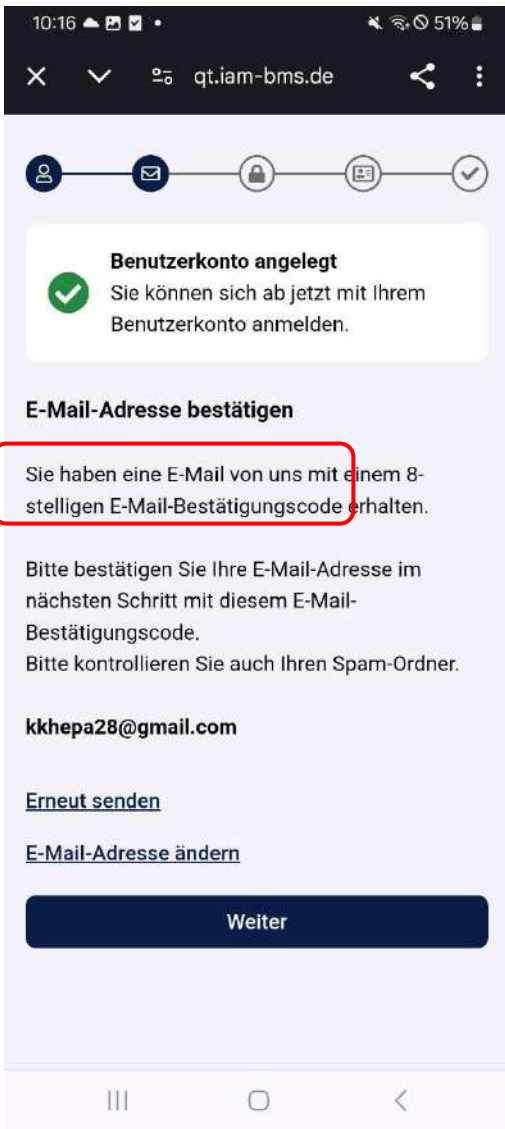 10:16
51%
qt.iam-bms.de
Benutzerkonto angelegt
Sie können sich ab jetzt mit Ihrem
Benutzerkonto anmelden.
E-Mail-Adresse bestätigen
Sie haben eine E-Mail von uns mit einem 8-
stelligen E-Mail-Bestätigungscode erhalten.
Bitte bestätigen Sie Ihre E-Mail-Adresse im
nächsten Schritt mit diesem E-Mail-
Bestätigungscode.
Bitte kontrollieren Sie auch Ihren Spam-Ordner.
kkhepa28@gmail.com
Erneut senden
E-Mail-Adresse ändern
Weiter